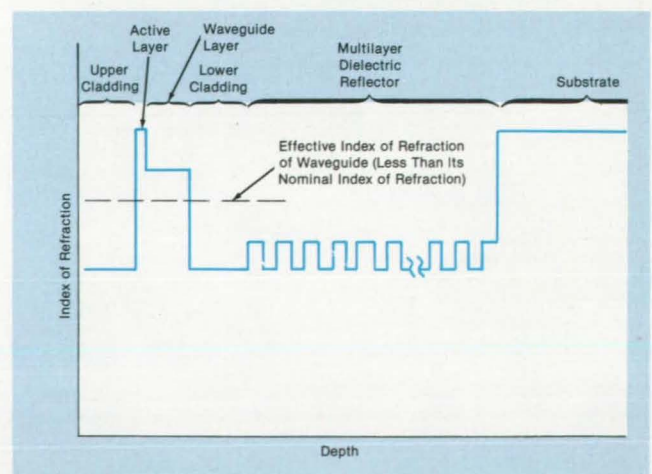 Active
Layer
Waveguide
Layer
Upper
Cladding
Lower
Cladding
Multilayer
Dielectric
Reflector
Substrate
Effective Index of Refraction
of Waveguide (Less Than Its
Nominal Index of Refraction)
Index of Refraction
Depth